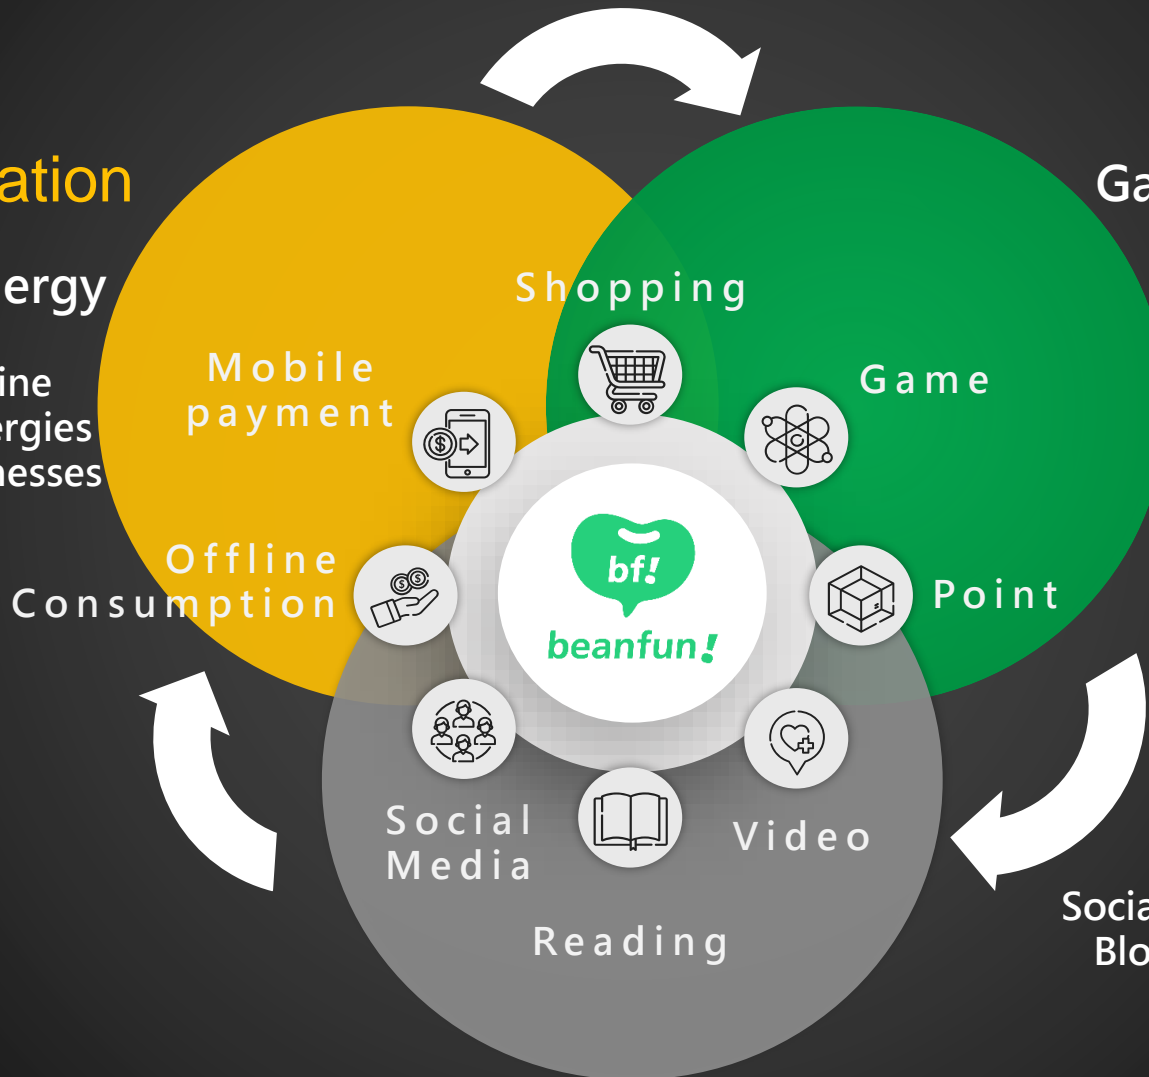 ation
Ga
ergy
Shopping
Mobile
payment
ine
ergies
nesses
Game
bf!
beanfun!
Offline
Consumption
Point
Social
Media
Video
Reading
Socia
Blo